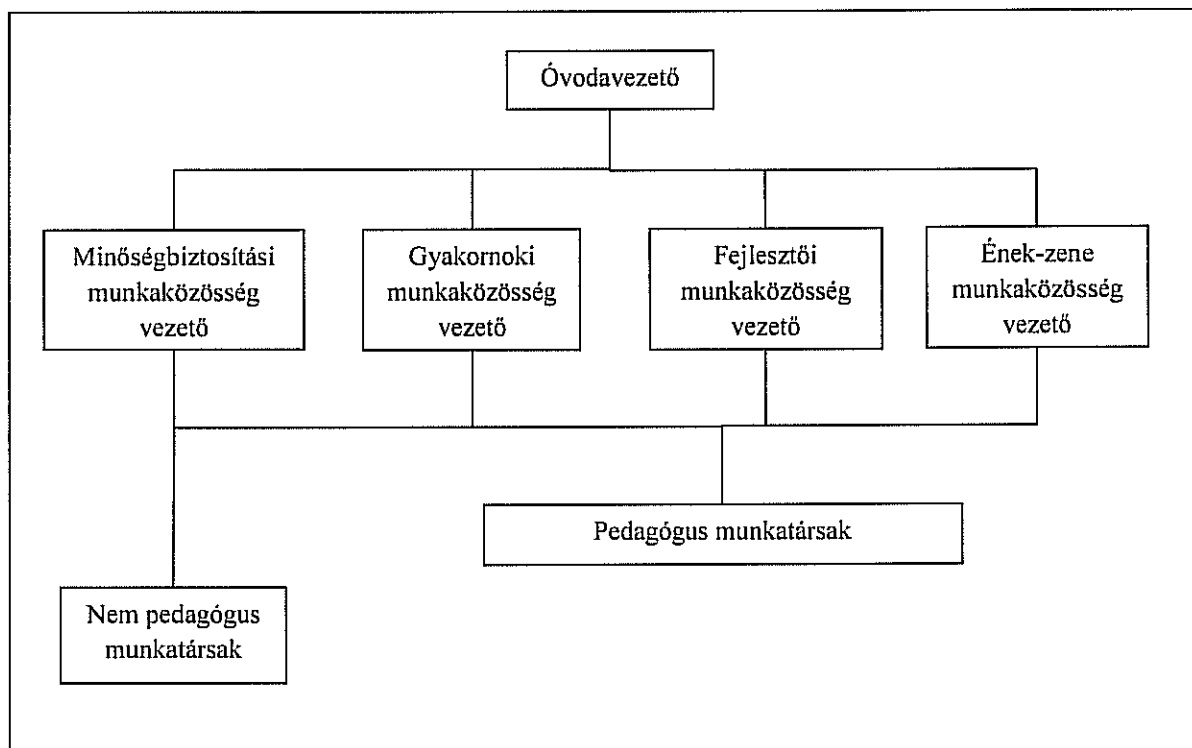 Óvodavezető
Minőségbiztosítási
munkaközösség
vezető
Gyakornoki
munkaközösség
vezető
Fejlesztői
munkaközösség
vezető
Ének-zene
munkaközösség
vezető
Pedagógus munkatársak
Nem pedagógus
munkatársak